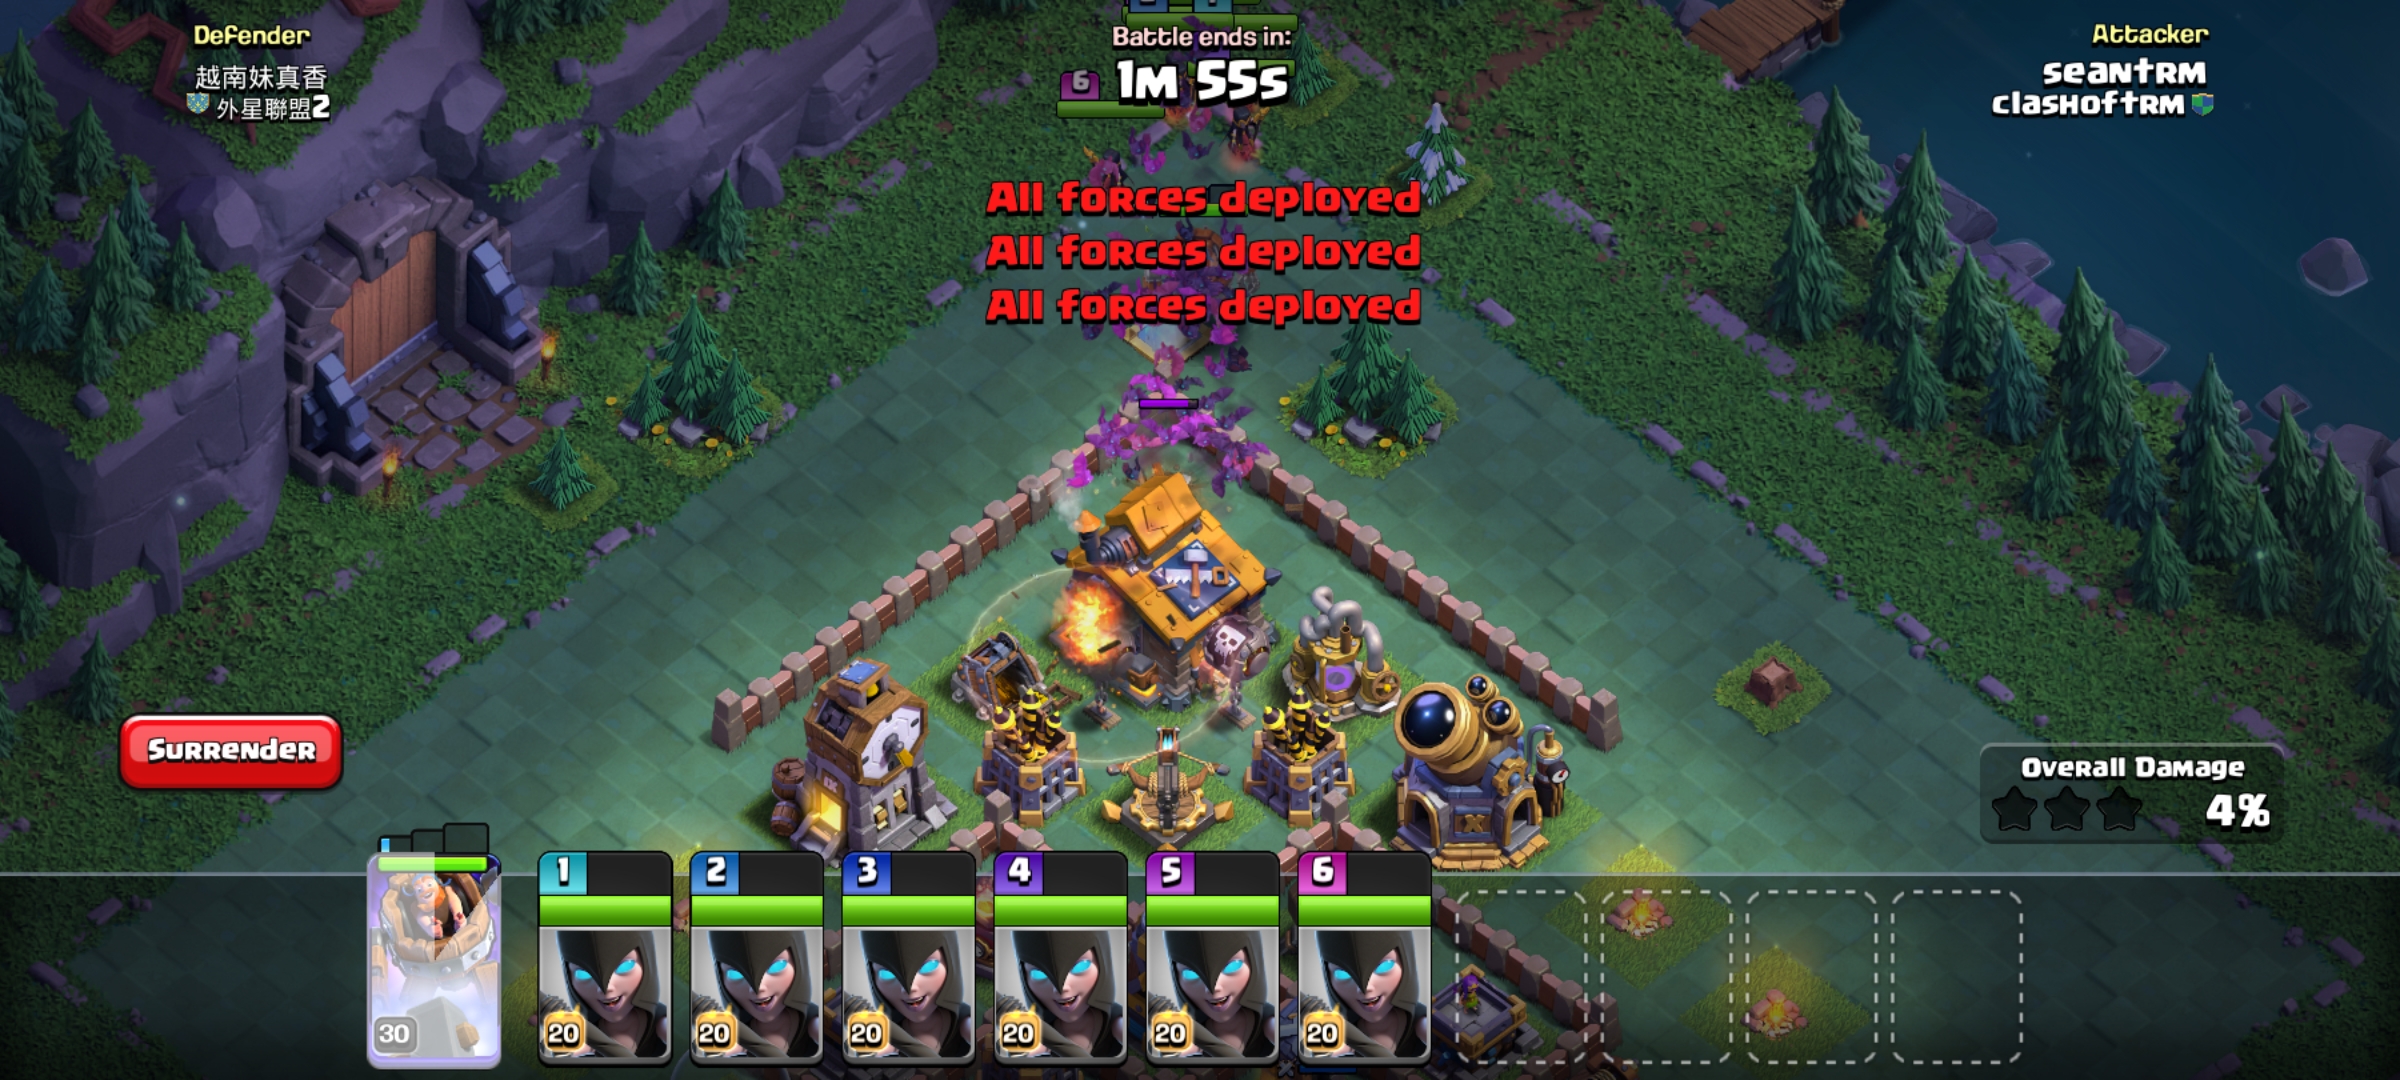 Defender
越南妹真香
外星聯盟2
Battle ends in:
1M 55s
6
Attacker
seantRM
clashoftRM
All forces deployed
All forces deployed
All forces deployed
Surrender
Overall Damage
4%
30
1
2
3
4
5
6
20
20
20
20
20
20